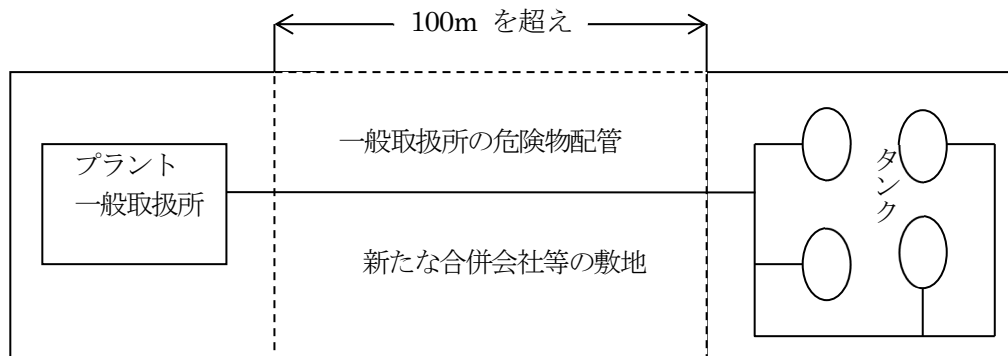 100m を超え
一般取扱所の危険物配管
プラント
一般取扱所
タンク
新たな合併会社等の敷地